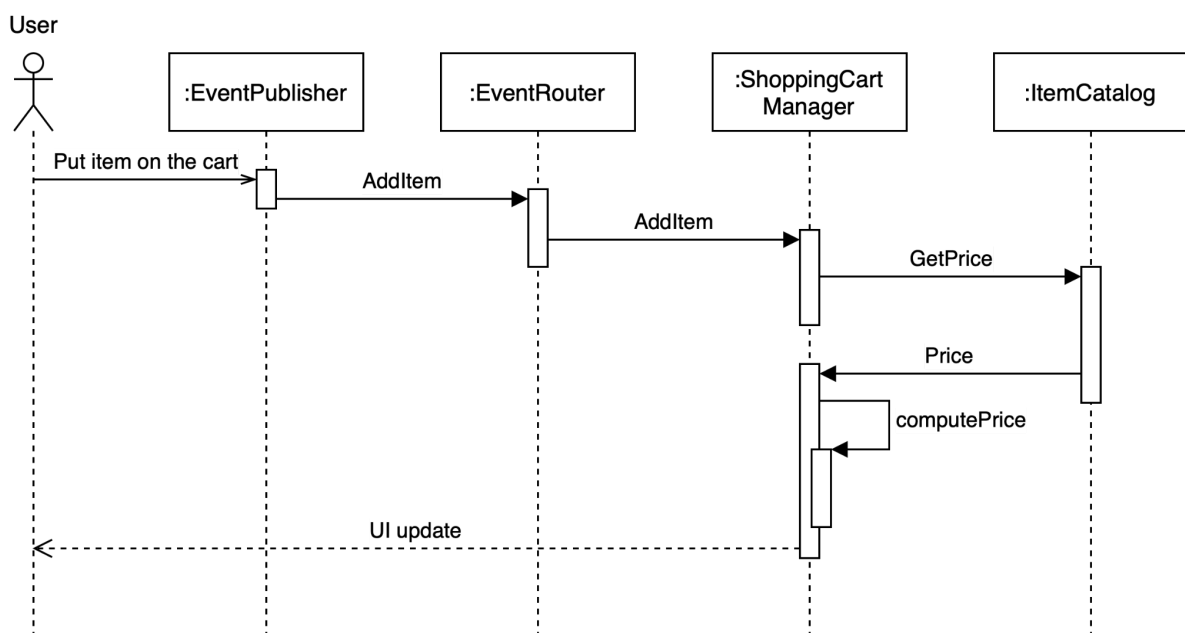 User
:EventPublisher
:EventRouter
:ShoppingCart
Manager
:ItemCatalog
Put item on the cart
AddItem
AddItem
GetPrice
Price
computePrice
UI update